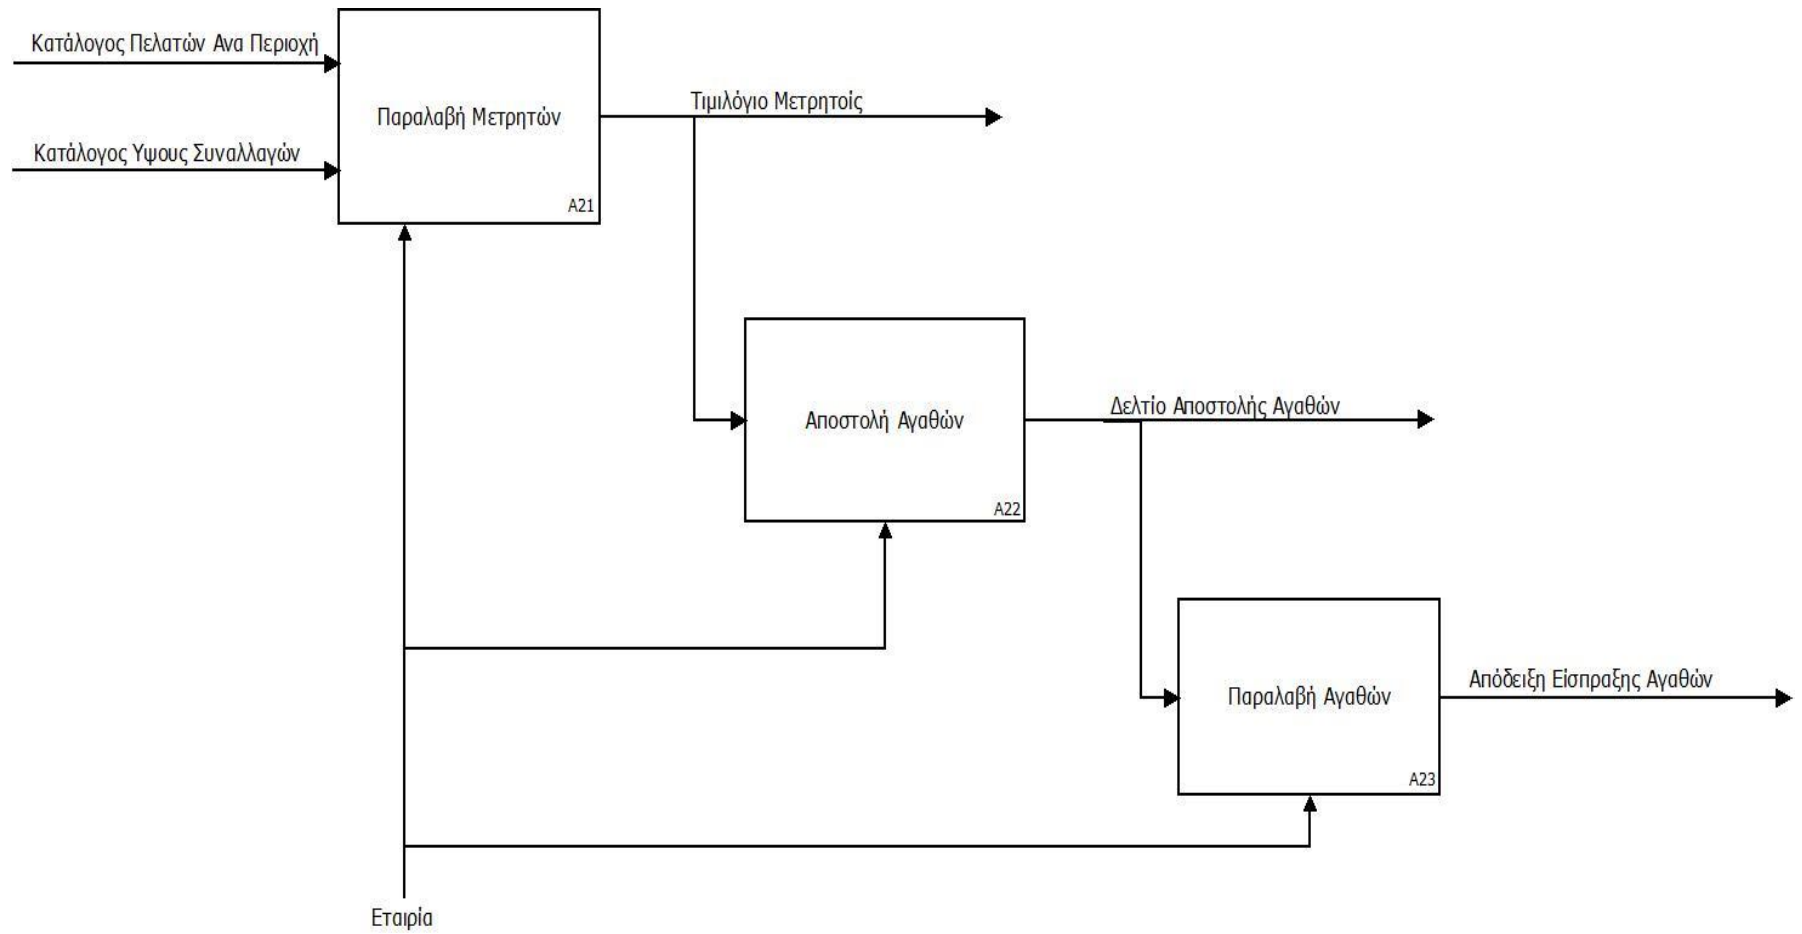 Κατάλογος Πελατών Ανα Περιοχή
Τιμιλόγιο Μετρητοίς
Παραλαβή Μετρητών
Κατάλογος Υψους Συναλλαγών
A21
Δελτίο Αποστολής Αγαθών
Αποστολή Αγαθών
A22
Απόδειξη Είσπραξης Αγαθών
Παραλαβή Αγαθών
A23
Εταιρία